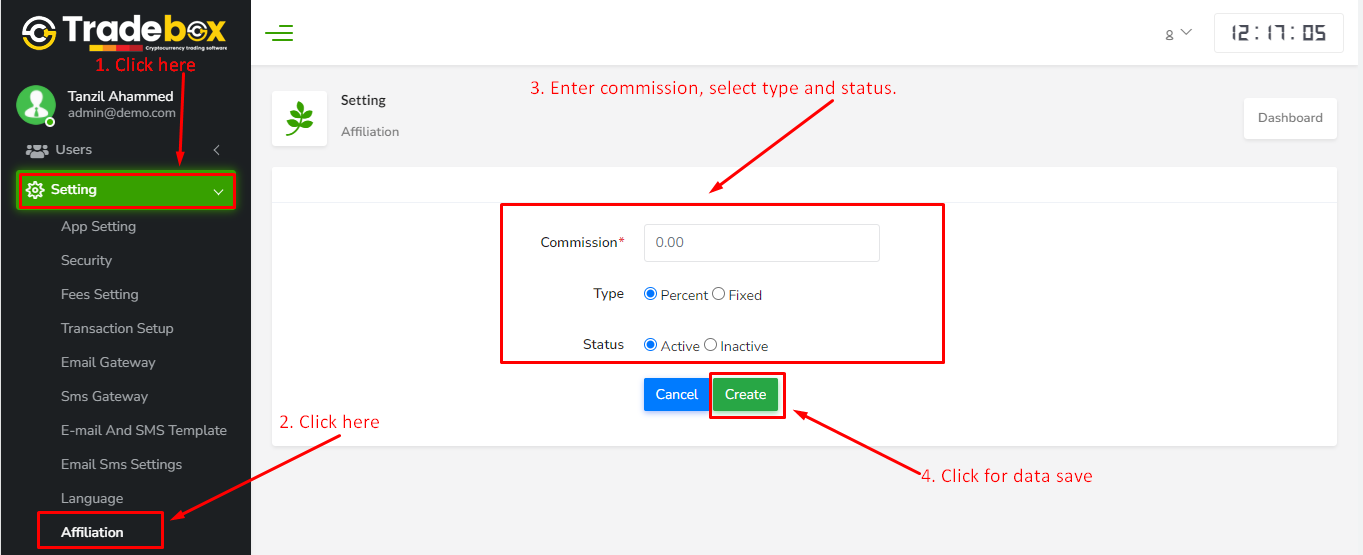 Tradebox
Cryptocurrency trading software
1. Click here
Tanzil Ahammed
admin@demo.com
Users
Setting
App Setting
Security
Fees Setting
Transaction Setup
Email Gateway
Sms Gateway
E-mail And SMS Template
Email Sms Settings
Language
Affiliation
12:17:05
3. Enter commission, select type and status.
Setting
Affiliation
Dashboard
Commission*
0.00
Type
Percent Fixed
Status
Active Inactive
Cancel Create
2. Click here
4. Click for data save